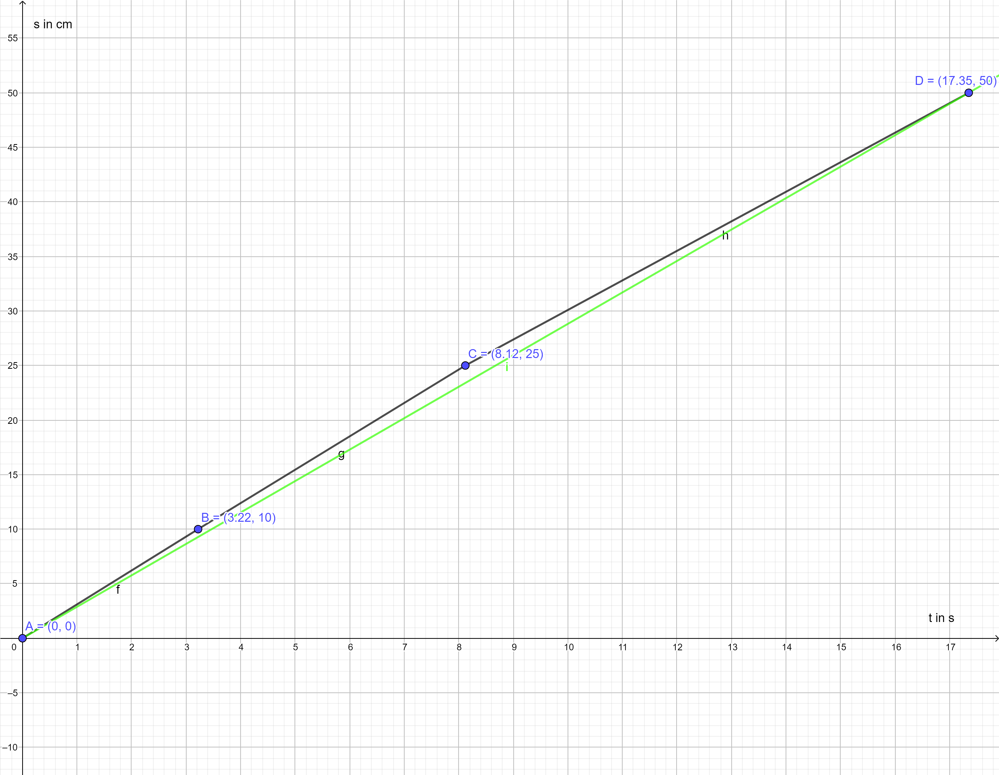 s in cm
55
D = (17.35, 50)
50
45
40
h
35
30
C = (8.12, 25)
i
25
20
g
15
B = (3.22, 10)
10
f
5
t in s
A = (0, 0)
0 1 2 3 4 5 6 7 8 9 10 11 12 13 14 15 16 17
–5
–10